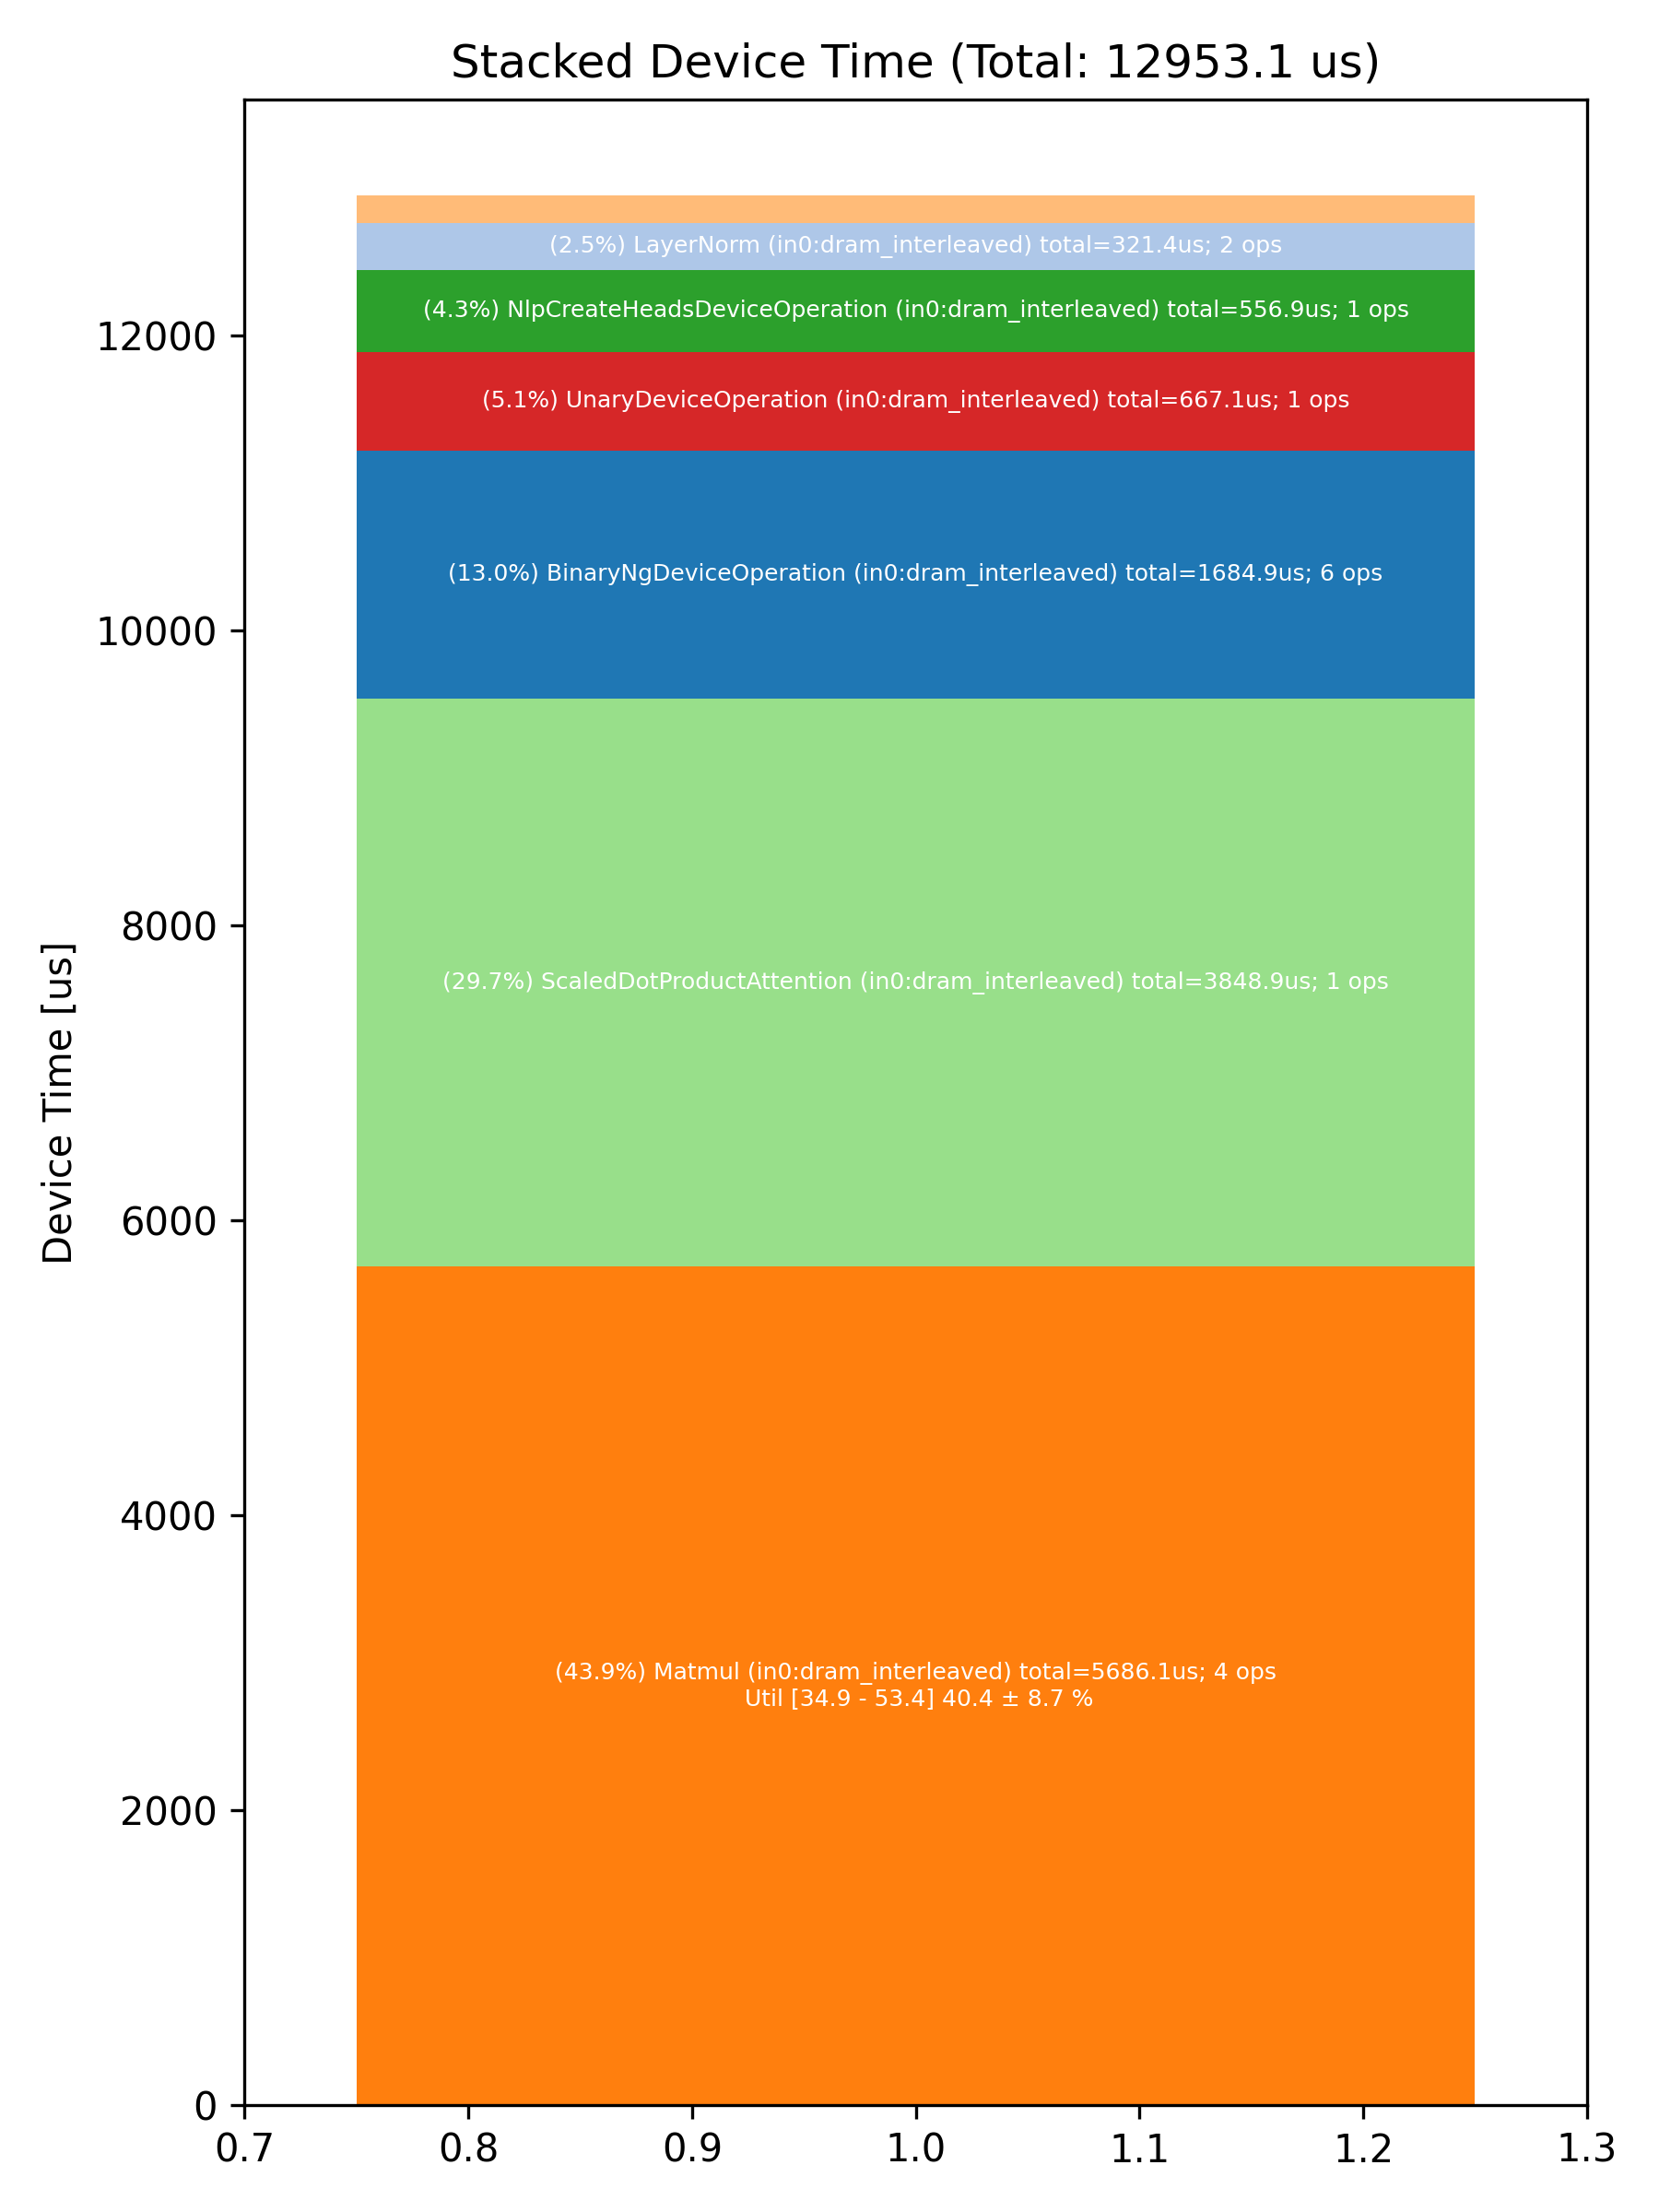 Stacked Device Time (Total: 12953.1 us)
(2.5%) LayerNorm (in0:dram_interleaved) total=321.4us; 2 ops
(4.3%) NlpCreateHeadsDeviceOperation (in0:dram_interleaved) total=556.9us; 1 ops
12000
(5.1%) UnaryDeviceOperation (in0:dram_interleaved) total=667.1us; 1 ops
(13.0%) BinaryNgDeviceOperation (in0:dram_interleaved) total=1684.9us; 6 ops
10000
8000
(29.7%) ScaledDotProductAttention (in0:dram_interleaved) total=3848.9us; 1 ops
Device Time [us]
6000
4000
(43.9%) Matmul (in0:dram_interleaved) total=5686.1us; 4 ops
Util [34.9 - 53.4] 40.4 ± 8.7 %
2000
0
0.7 0.8 0.9 1.0 1.1 1.2 1.3